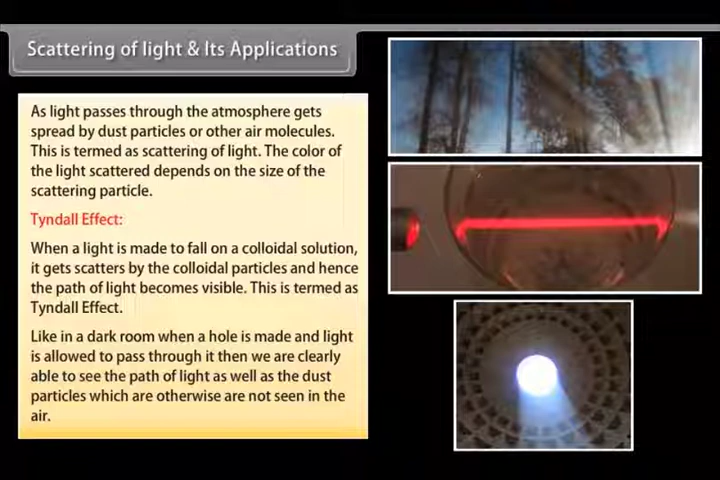 Scattering of light & Its Applications
As light passes through the atmosphere gets
spread by dust particles or other air molecules.
This is termed as scattering of light. The color of
the light scattered depends on the size of the
scattering particle.
Tyndall Effect:
When a light is made to fall on a colloidal solution,
it gets scatters by the colloidal particles and hence
the path of light becomes visible. This is termed as
Tyndall Effect.
Like in a dark room when a hole is made and light
is allowed to pass through it then we are clearly
able to see the path of light as well as the dust
particles which are otherwise are not seen in the
air.